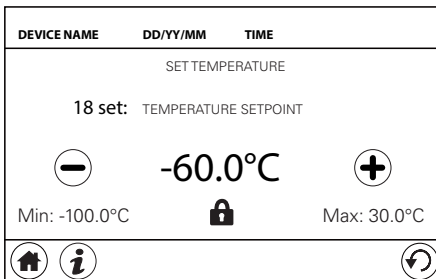 DEVICE NAME DD/YY/MM TIME
SET TEMPERATURE
18 set: TEMPERATURE SETPOINT
-60.0°C
Min: -100.0°C Max: 30.0°C
i